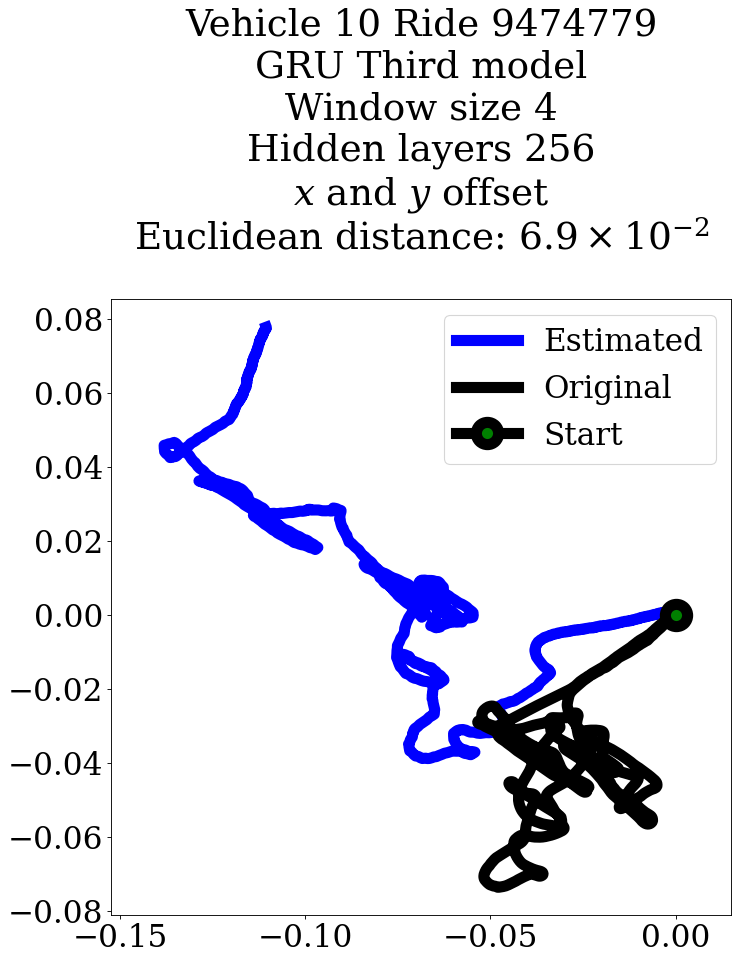 Vehicle 10 Ride 9474779
GRU Third model
Window size 4
Hidden layers 256
x and y offset
Euclidean distance: 6.9 × 10⁻²
Estimated
Original
Start
0.08
0.06
0.04
0.02
0.00
−0.02
−0.04
−0.06
−0.08
−0.15 −0.10 −0.05 0.00